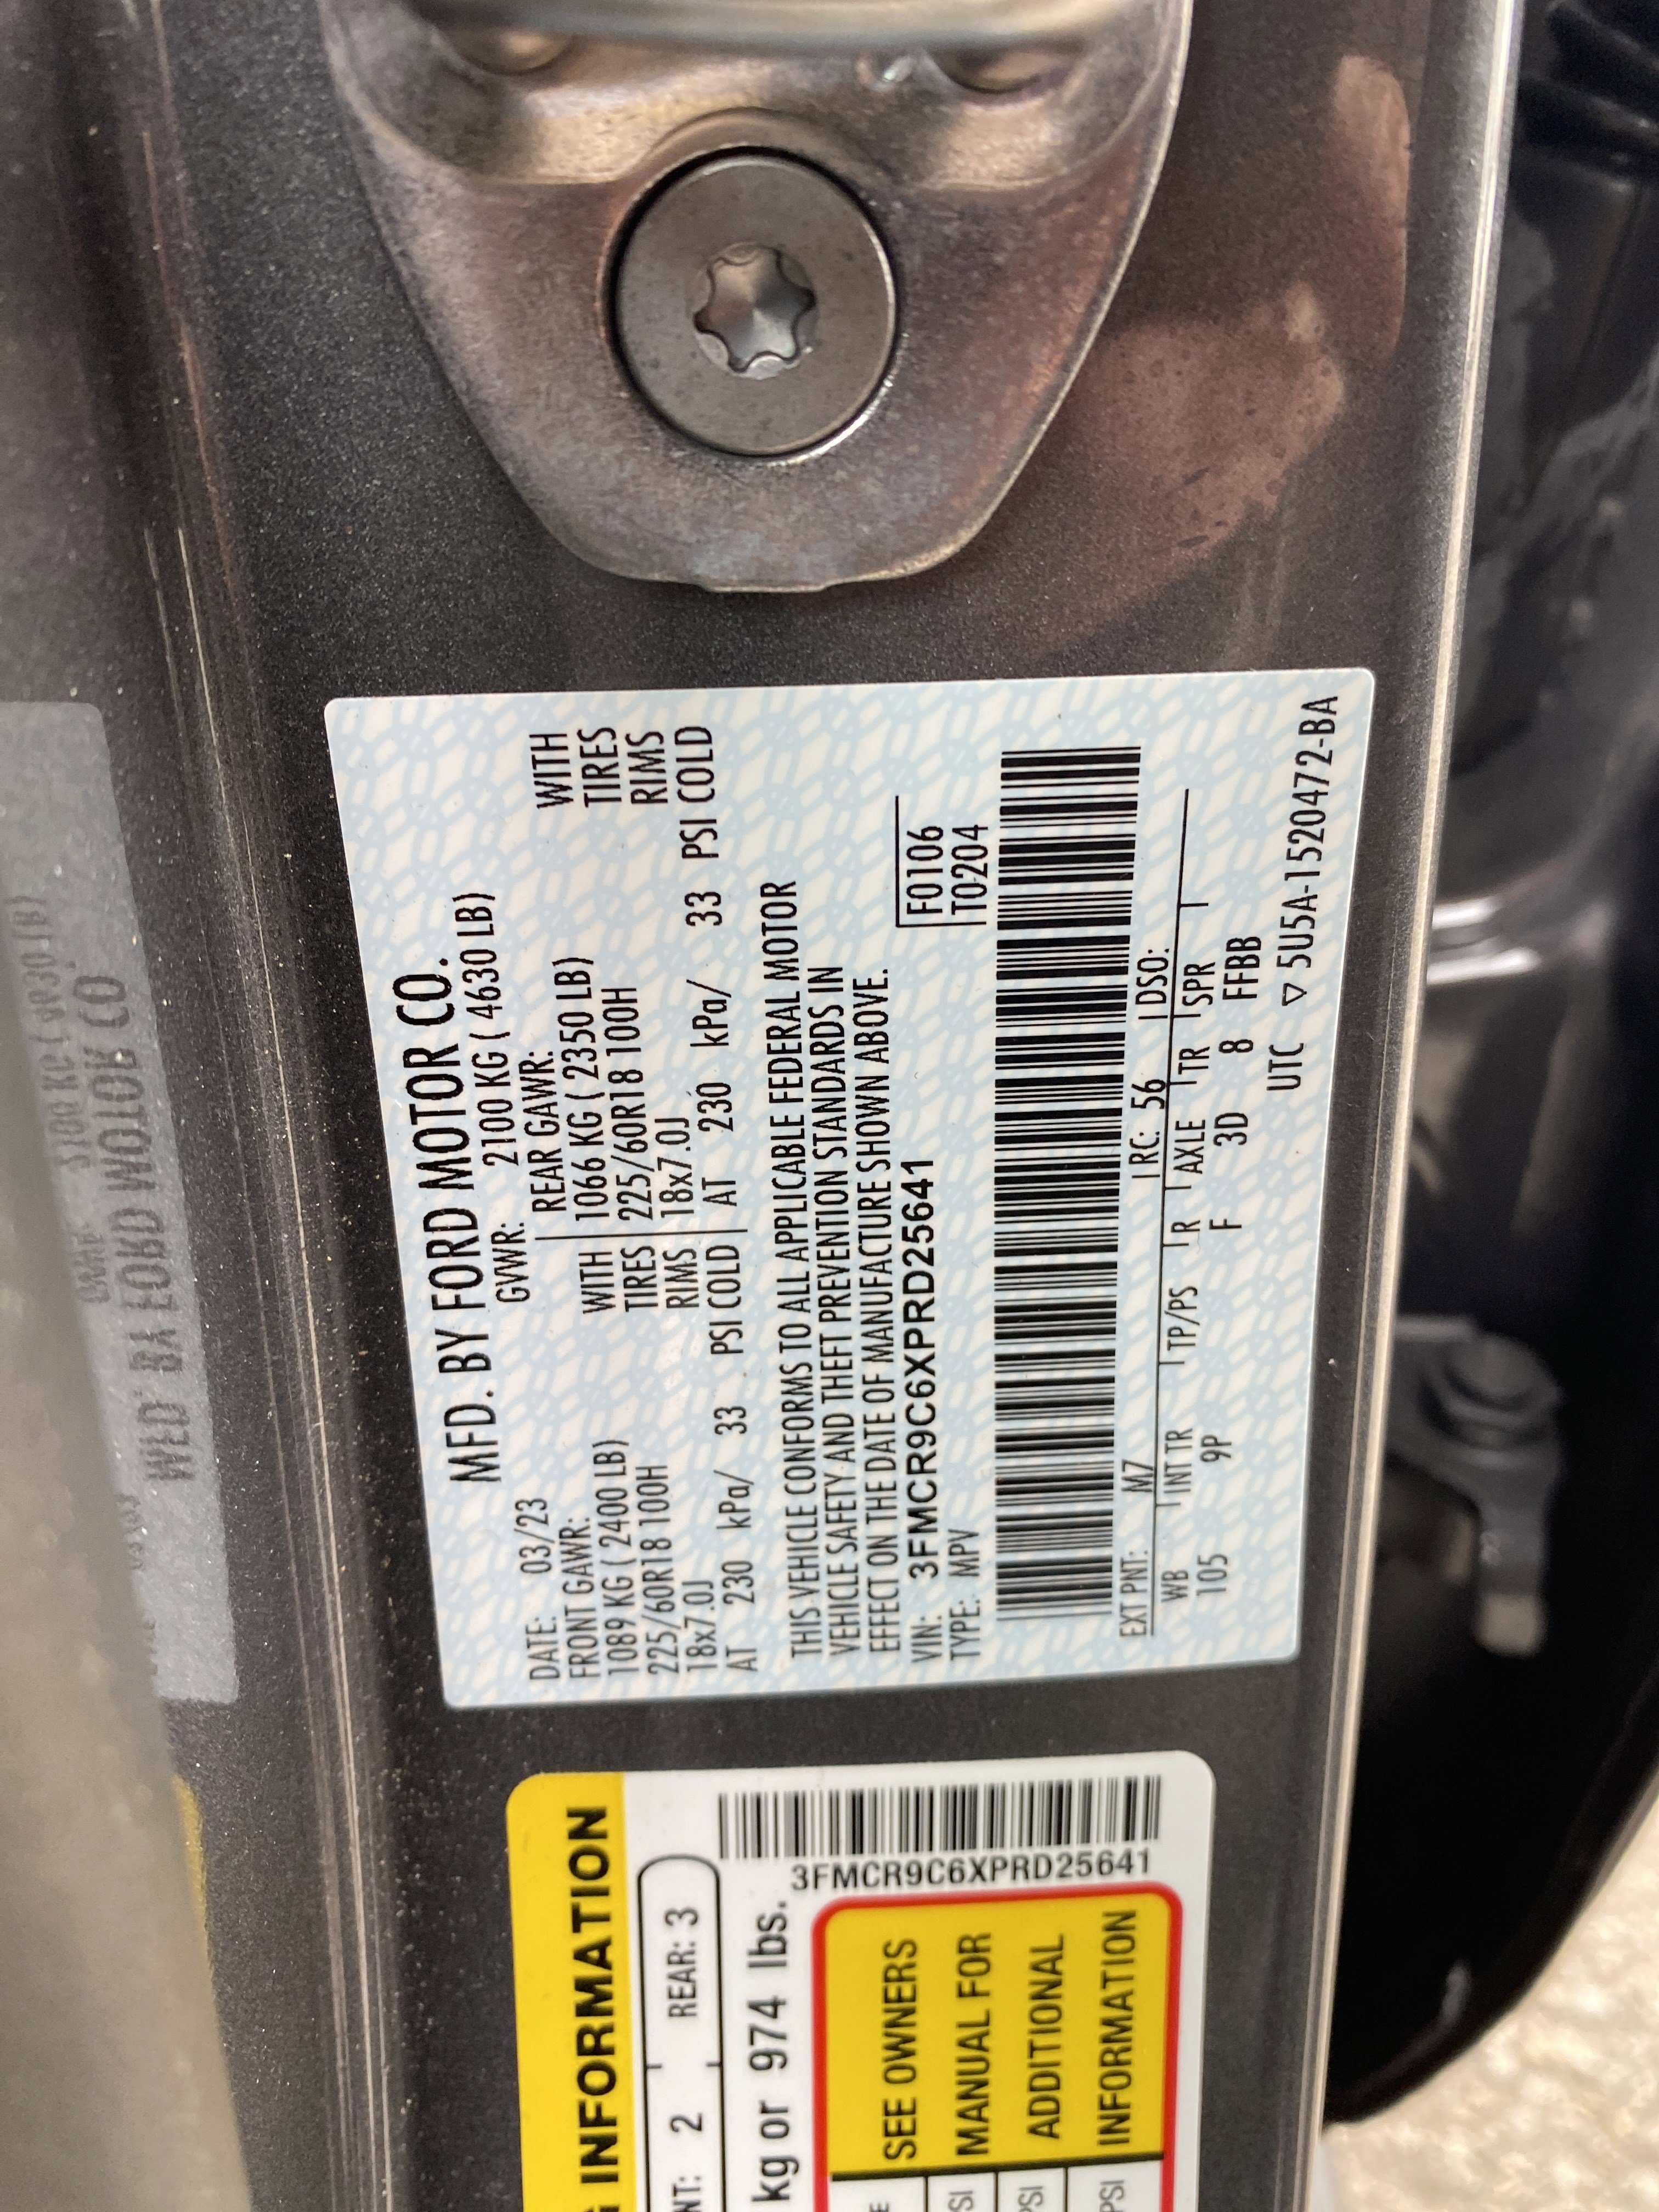 MFD. BY FORD MOTOR CO.
DATE: 03/23 GVWR: 2100 KG ( 4630 LB)
FRONT GAWR: REAR GAWR:
1089 KG ( 2400 LB) WITH 1066 KG ( 2350 LB) WITH
225/60R18 100H TIRES 225/60R18 100H TIRES
18x7.0J RIMS 18x7.0J RIMS
AT 230 kPa/ 33 PSI COLD AT 230 kPa/ 33 PSI COLD
THIS VEHICLE CONFORMS TO ALL APPLICABLE FEDERAL MOTOR
VEHICLE SAFETY AND THEFT PREVENTION STANDARDS IN
EFFECT ON THE DATE OF MANUFACTURE SHOWN ABOVE.
VIN: 3FMCR9C6XPRD25641 F0106
TYPE: MPV T0204
EXT PNT: M7 RC: 56 DSO:
WB INT TR TP/PS R AXLE TR SPR
105 9P F 3D 8 FFBB
UTC ▽ 5U5A-1520472-BA
INFORMATION
2 REAR: 3
kg or 974 lbs.
3FMCR9C6XPRD25641
SEE OWNERS
MANUAL FOR
ADDITIONAL
INFORMATION
PSI